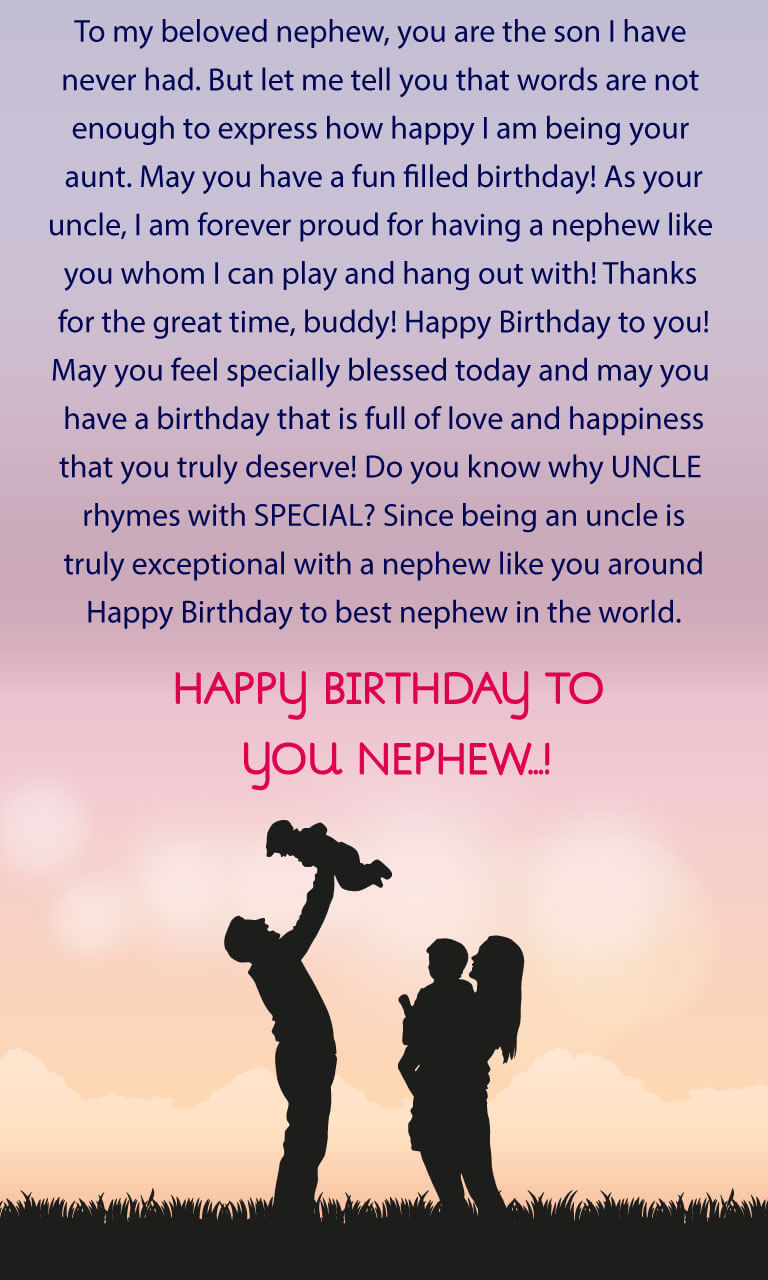 To my beloved nephew, you are the son I have
never had. But let me tell you that words are not
enough to express how happy I am being your
aunt. May you have a fun filled birthday! As your
uncle, I am forever proud for having a nephew like
you whom I can play and hang out with! Thanks
for the great time, buddy! Happy Birthday to you!
May you feel specially blessed today and may you
have a birthday that is full of love and happiness
that you truly deserve! Do you know why UNCLE
rhymes with SPECIAL? Since being an uncle is
truly exceptional with a nephew like you around
Happy Birthday to best nephew in the world.
HAPPY BIRTHDAY TO
YOU NEPHEW...!